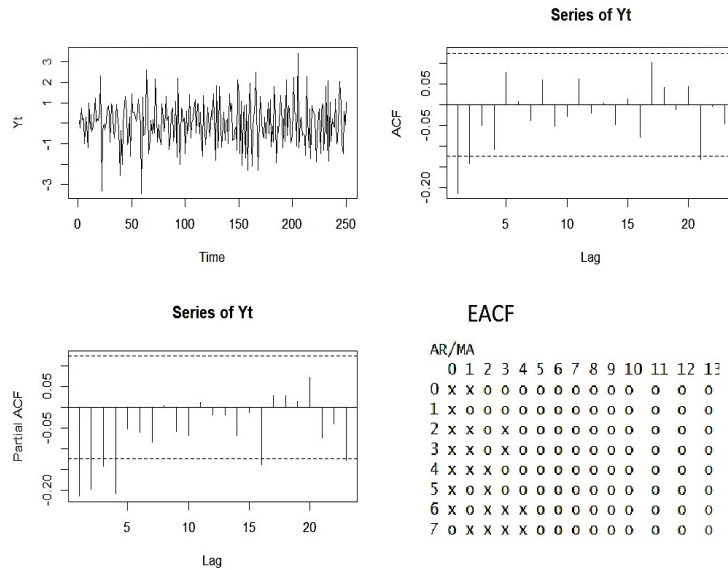 Series of Yt
Yt
3
2
1
-1
-3
0 50 100 150 200 250
Time
ACF
0.05
-0.05
-0.20
5 10 15 20
Lag
Series of Yt
Partial ACF
0.05
-0.05
-0.20
5 10 15 20
Lag
EACF
AR/MA
0 1 2 3 4 5 6 7 8 9 10 11 12 13
0 x x o o o o o o o o o o o o
1 x o o o o o o o o o o o o o
2 x x o x o o o o o o o o o o
3 x x o x o o o o o o o o o o
4 x x x o o o o o o o o o o o
5 x o x o o o o o o o o o o o
6 x o x x x o o o o o o o o o
7 o x x x x o o o o o o o o o